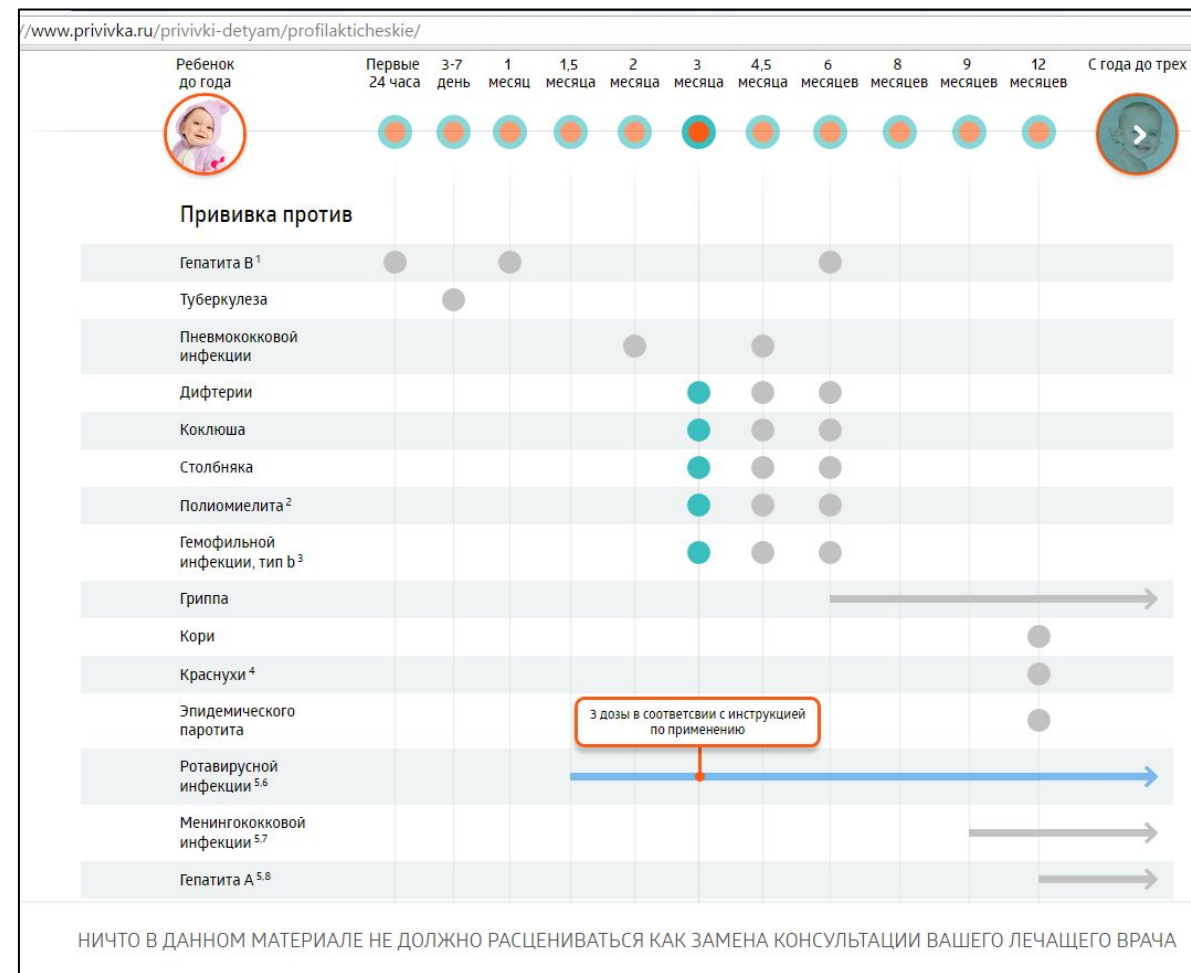 //www.privivka.ru/privivki-detyam/profilakticheskie/
Ребенок
до года
Первые
24 часа
3-7
день
1
месяц
1,5
месяца
2
месяца
3
месяца
4,5
месяца
6
месяцев
8
месяцев
9
месяцев
12
месяцев
С года до трех
Прививка против
Гепатита В 1
Туберкулеза
Пневмококковой
инфекции
Дифтерии
Коклюша
Столбняка
Полиомиелита 2
Гемофильной
инфекции, тип b 3
Гриппа
Кори
Краснухи 4
Эпидемического
паротита
3 дозы в соответсвии с инструкцией
по применению
Ротавирусной
инфекции 5,6
Менингококковой
инфекции 5,7
Гепатита А 5,8
НИЧТО В ДАННОМ МАТЕРИАЛЕ НЕ ДОЛЖНО РАСЦЕНИВАТЬСЯ КАК ЗАМЕНА КОНСУЛЬТАЦИИ ВАШЕГО ЛЕЧАЩЕГО ВРАЧА